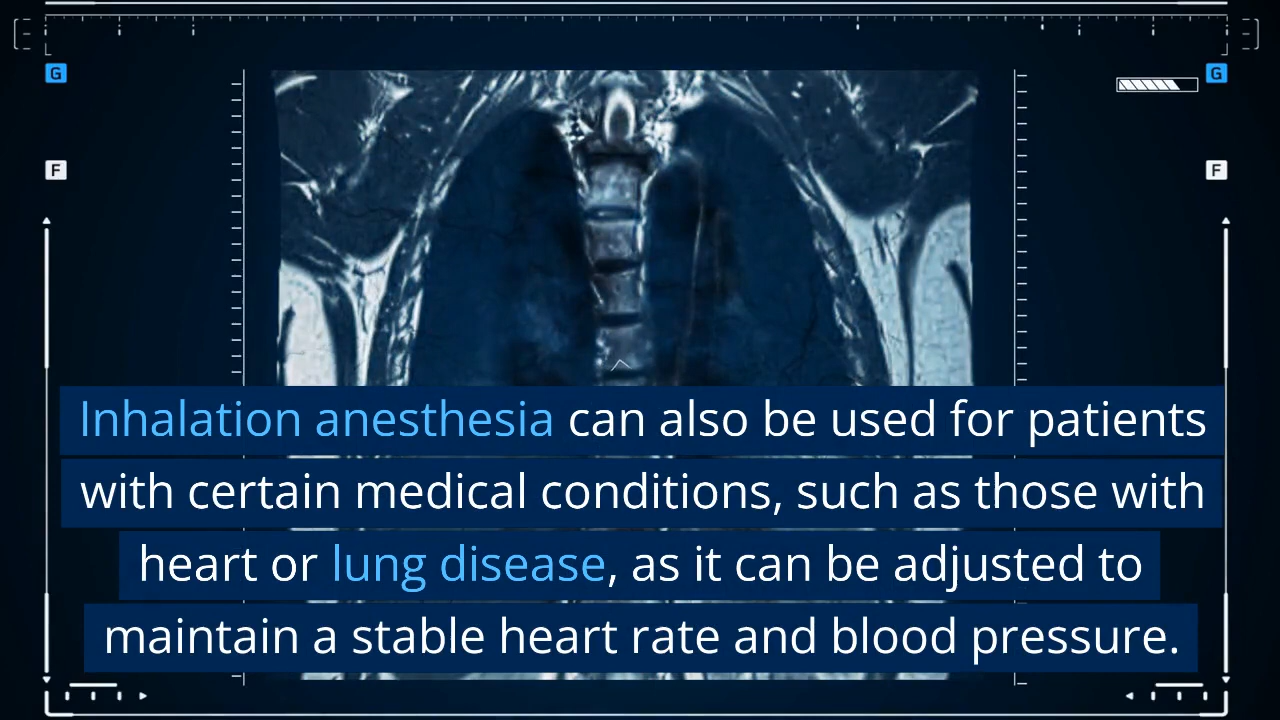 G
G
F
F
Inhalation anesthesia can also be used for patients
with certain medical conditions, such as those with
heart or lung disease, as it can be adjusted to
maintain a stable heart rate and blood pressure.